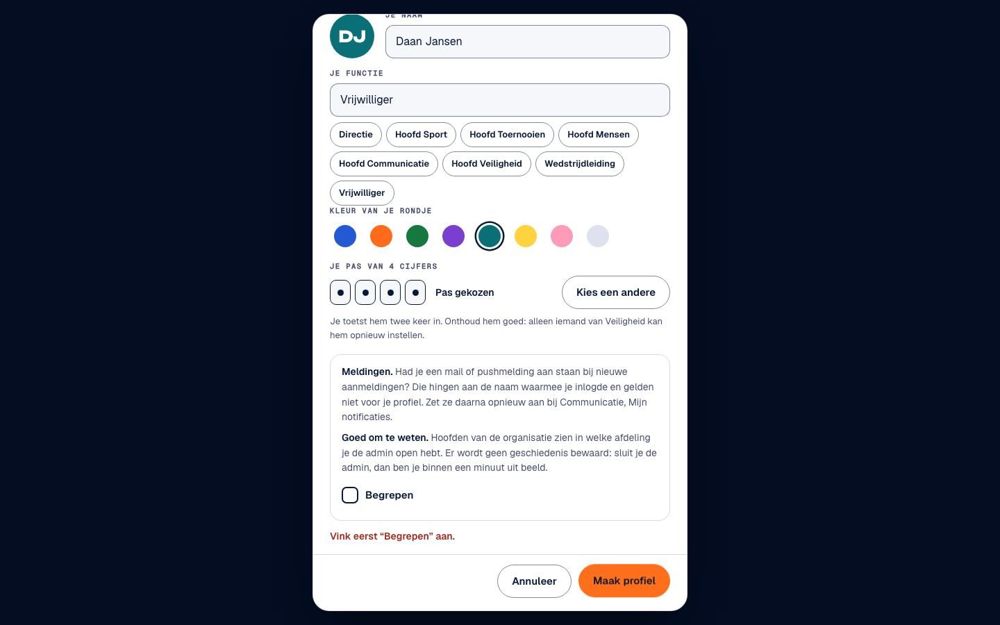 JE NAAM
DJ
Daan Jansen
JE FUNCTIE
Vrijwilliger
Directie
Hoofd Sport
Hoofd Toernooien
Hoofd Mensen
Hoofd Communicatie
Hoofd Veiligheid
Wedstrijdleiding
Vrijwilliger
KLEUR VAN JE RONDJE
JE PAS VAN 4 CIJFERS
Pas gekozen
Kies een andere
Je toetst hem twee keer in. Onthoud hem goed: alleen iemand van Veiligheid kan
hem opnieuw instellen.
Meldingen. Had je een mail of pushmelding aan staan bij nieuwe
aanmeldingen? Die hingen aan de naam waarmee je inlogde en gelden
niet voor je profiel. Zet ze daarna opnieuw aan bij Communicatie, Mijn
notificaties.
Goed om te weten. Hoofden van de organisatie zien in welke afdeling
je de admin open hebt. Er wordt geen geschiedenis bewaard: sluit je de
admin, dan ben je binnen een minuut uit beeld.
Begrepen
Vink eerst "Begrepen" aan.
Annuleer
Maak profiel